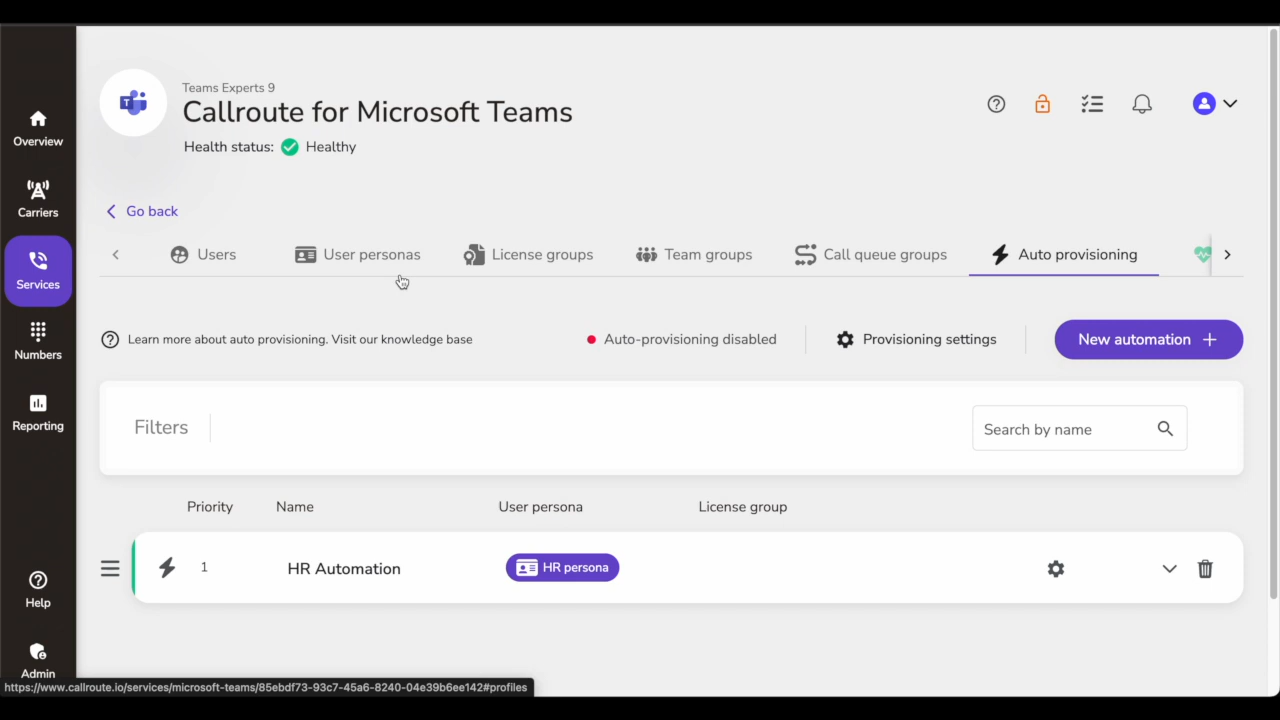 Teams Experts 9
Callroute for Microsoft Teams
Health status: Healthy
Overview
Carriers
Services
Numbers
Reporting
Help
Admin
Go back
Users User personas License groups Team groups Call queue groups Auto provisioning
Learn more about auto provisioning. Visit our knowledge base Auto-provisioning disabled Provisioning settings New automation
Filters Search by name
Priority Name User persona License group
1 HR Automation HR persona
https://www.callroute.io/services/microsoft-teams/85ebdf73-93c7-45a6-8240-04e39b6ee142#profiles